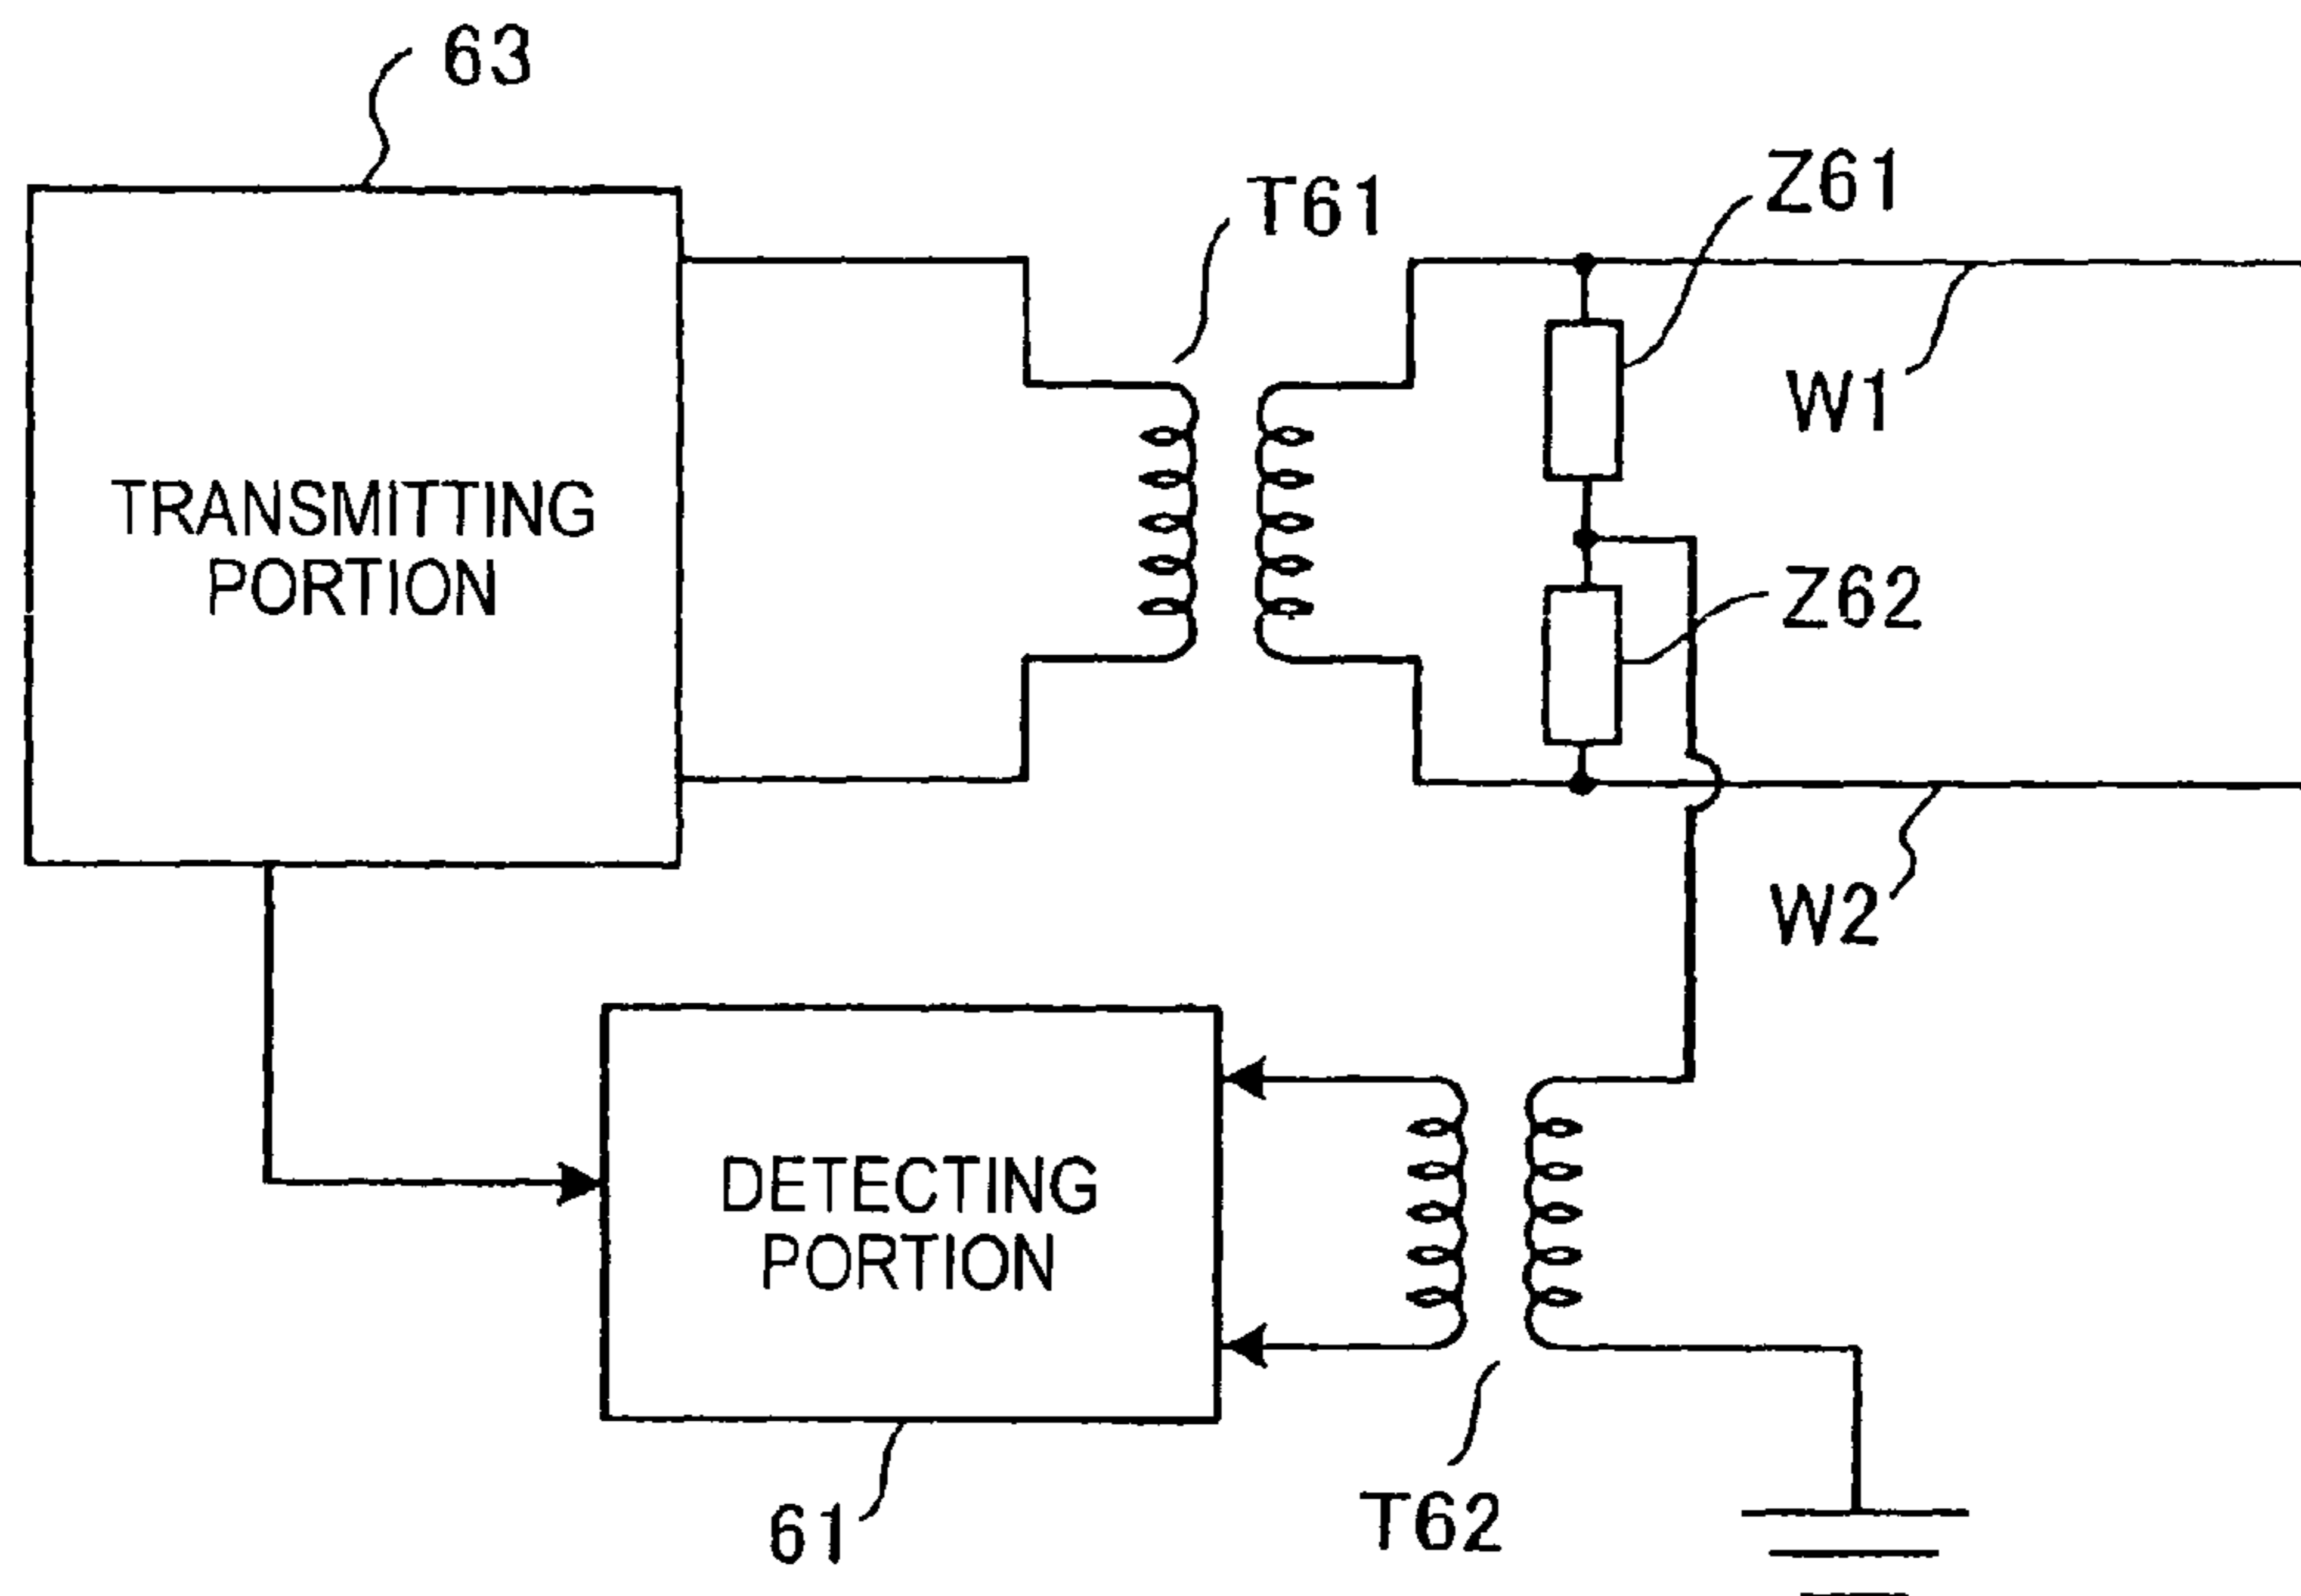 63
T61
Z61
W1
TRANSMITTING
PORTION
Z62
W2
DETECTING
PORTION
61
T62